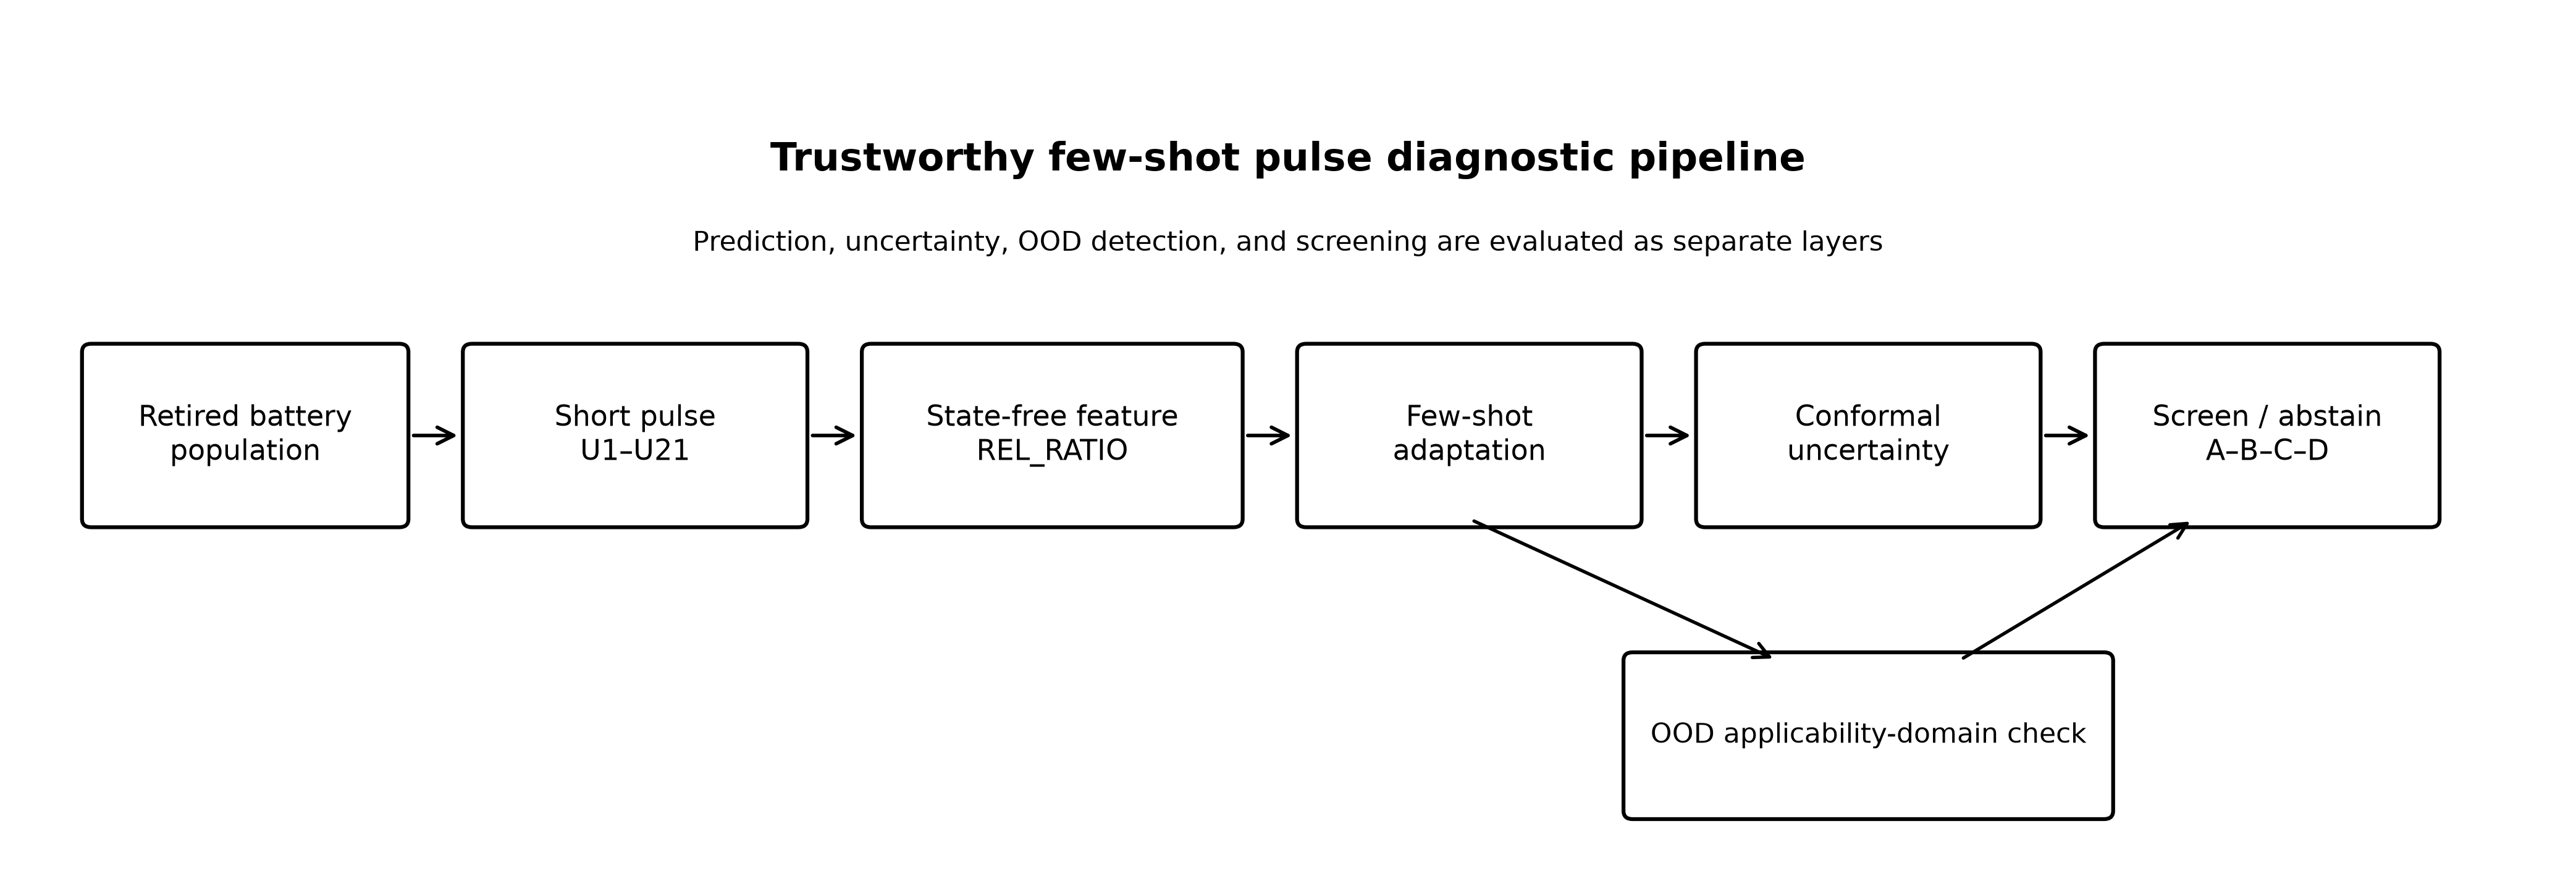 Trustworthy few-shot pulse diagnostic pipeline
Prediction, uncertainty, OOD detection, and screening are evaluated as separate layers
Retired battery
population
Short pulse
U1–U21
State-free feature
REL_RATIO
Few-shot
adaptation
Conformal
uncertainty
Screen / abstain
A–B–C–D
OOD applicability-domain check